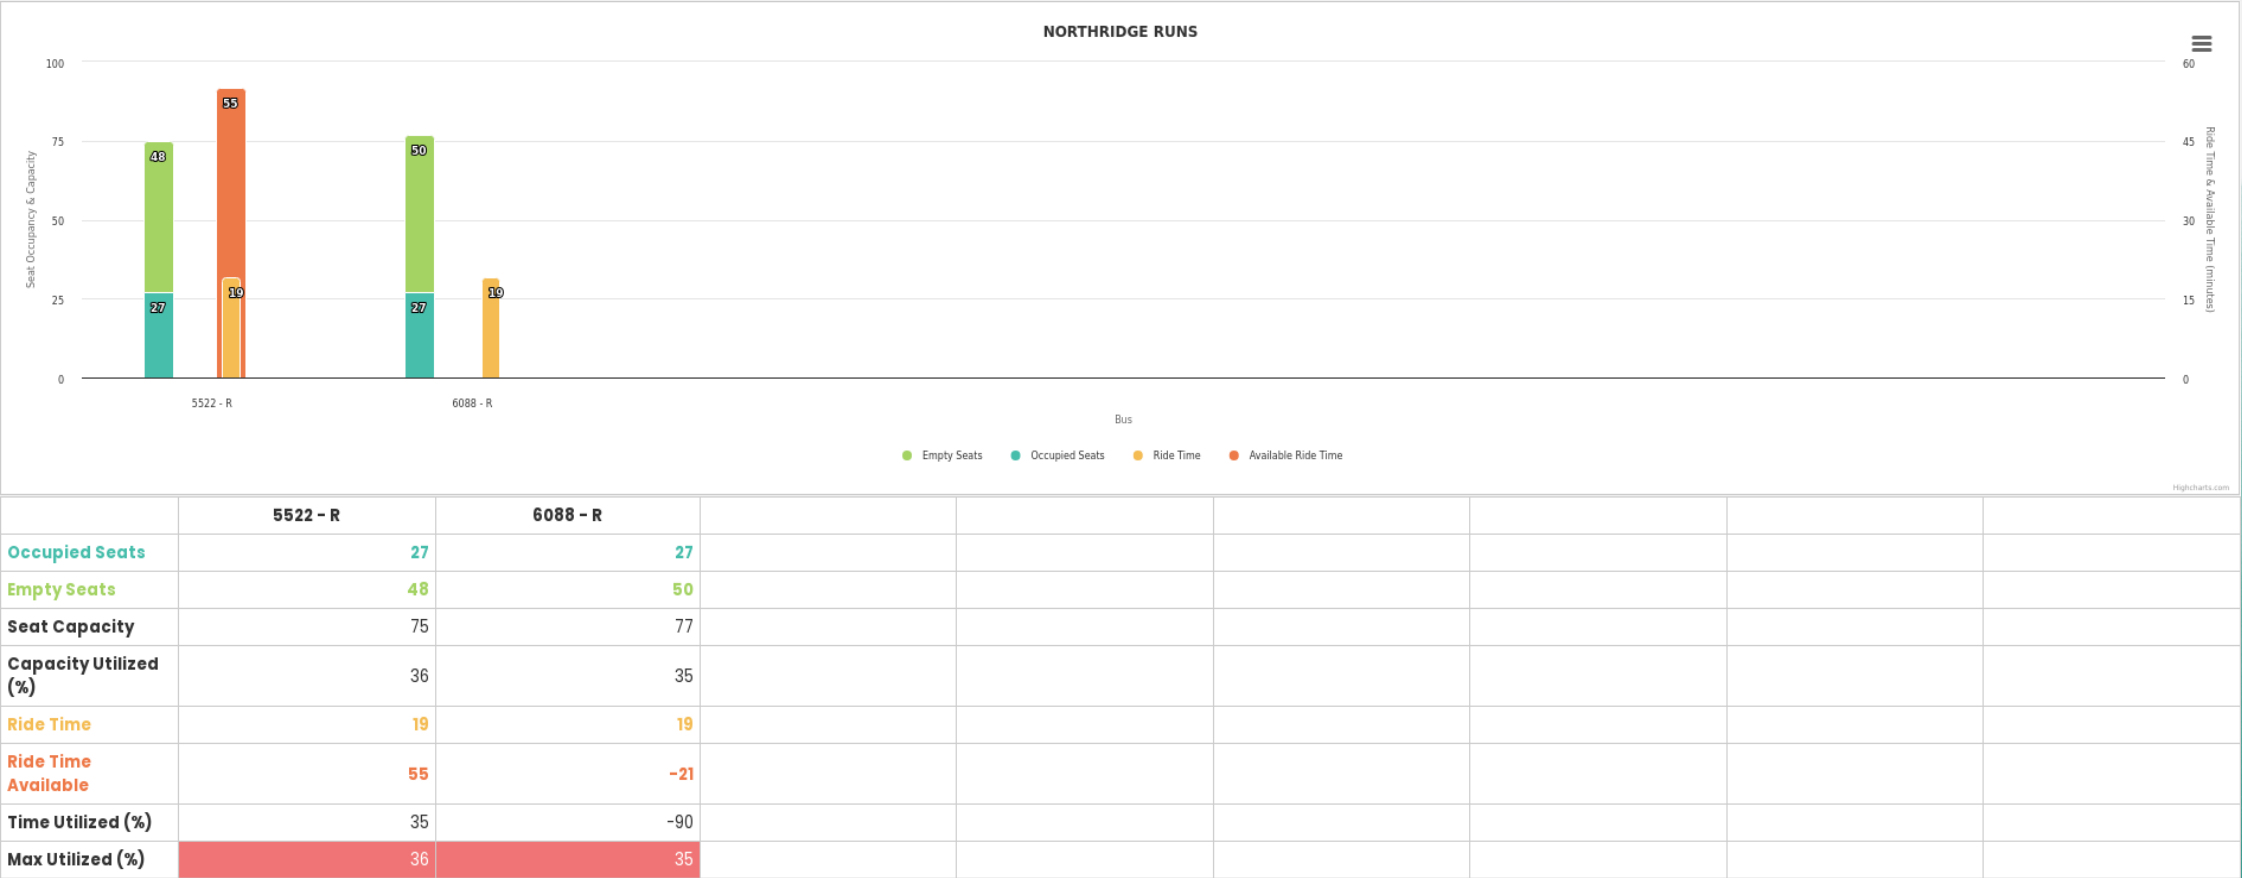 NORTHRIDGE RUNS
100
75
50
25
0
Seat Occupancy & Capacity
60
45
30
15
0
Ride Time & Available Time (minutes)
48
27
55
19
50
27
19
5522 - R
6088 - R
Bus
Empty Seats Occupied Seats Ride Time Available Ride Time
Highcharts.com
5522 - R 6088 - R
Occupied Seats 27 27
Empty Seats 48 50
Seat Capacity 75 77
Capacity Utilized
(%) 36 35
Ride Time 19 19
Ride Time
Available 55 -21
Time Utilized (%) 35 -90
Max Utilized (%) 36 35